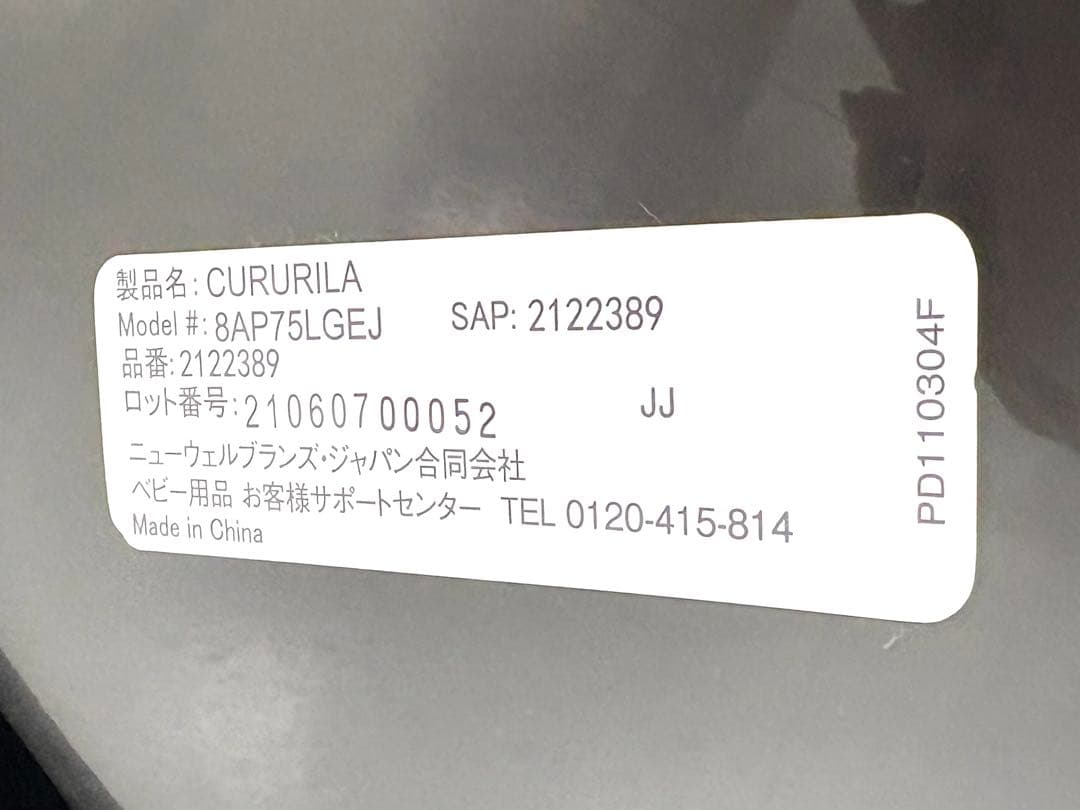 製品名: CURURILA
Model #: 8AP75LGEJ SAP: 2122389
品番: 2122389
ロット番号: 21060700052 JJ
ニューウェルブランズ・ジャパン合同会社
ベビー用品 お客様サポートセンター TEL 0120-415-814
Made in China
PD110304F